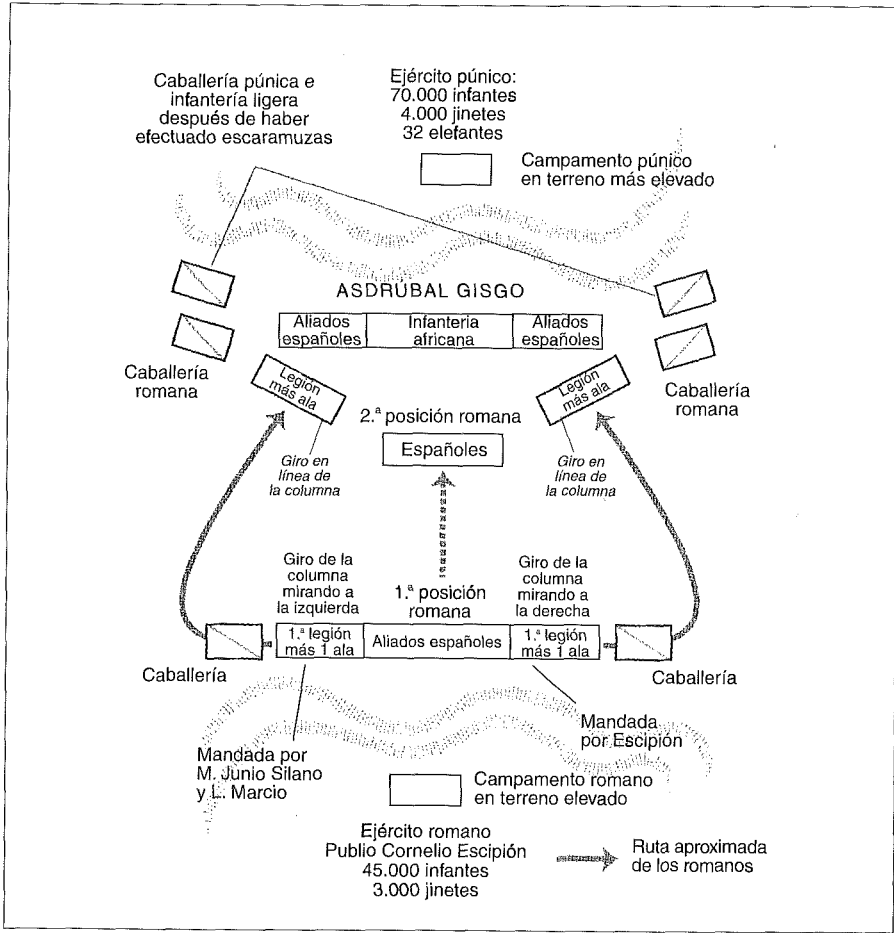 Caballería púnica e
infantería ligera
después de haber
efectuado escaramuzas
Ejército púnico:
70.000 infantes
4.000 jinetes
32 elefantes
Campamento púnico
en terreno más elevado
ASDRÚBAL GISGO
Aliados
españoles
Infanteria
africana
Aliados
españoles
Caballería
romana
Legión
más ala
Giro en
línea de
la columna
2.ª posición romana
Españoles
Legión
más ala
Giro en
línea de
la columna
Caballería
romana
Giro de la
columna
mirando a
la izquierda
1.ª posición
romana
Giro de la
columna
mirando a
la derecha
Caballería
1.ª legión
más 1 ala
Aliados españoles
1.ª legión
más 1 ala
Caballería
Mandada por
M. Junio Silano
y L. Marcio
Mandada
por Escipión
Campamento romano
en terreno elevado
Ejército romano
Publio Cornelio Escipión
45.000 infantes
3.000 jinetes
Ruta aproximada
de los romanos